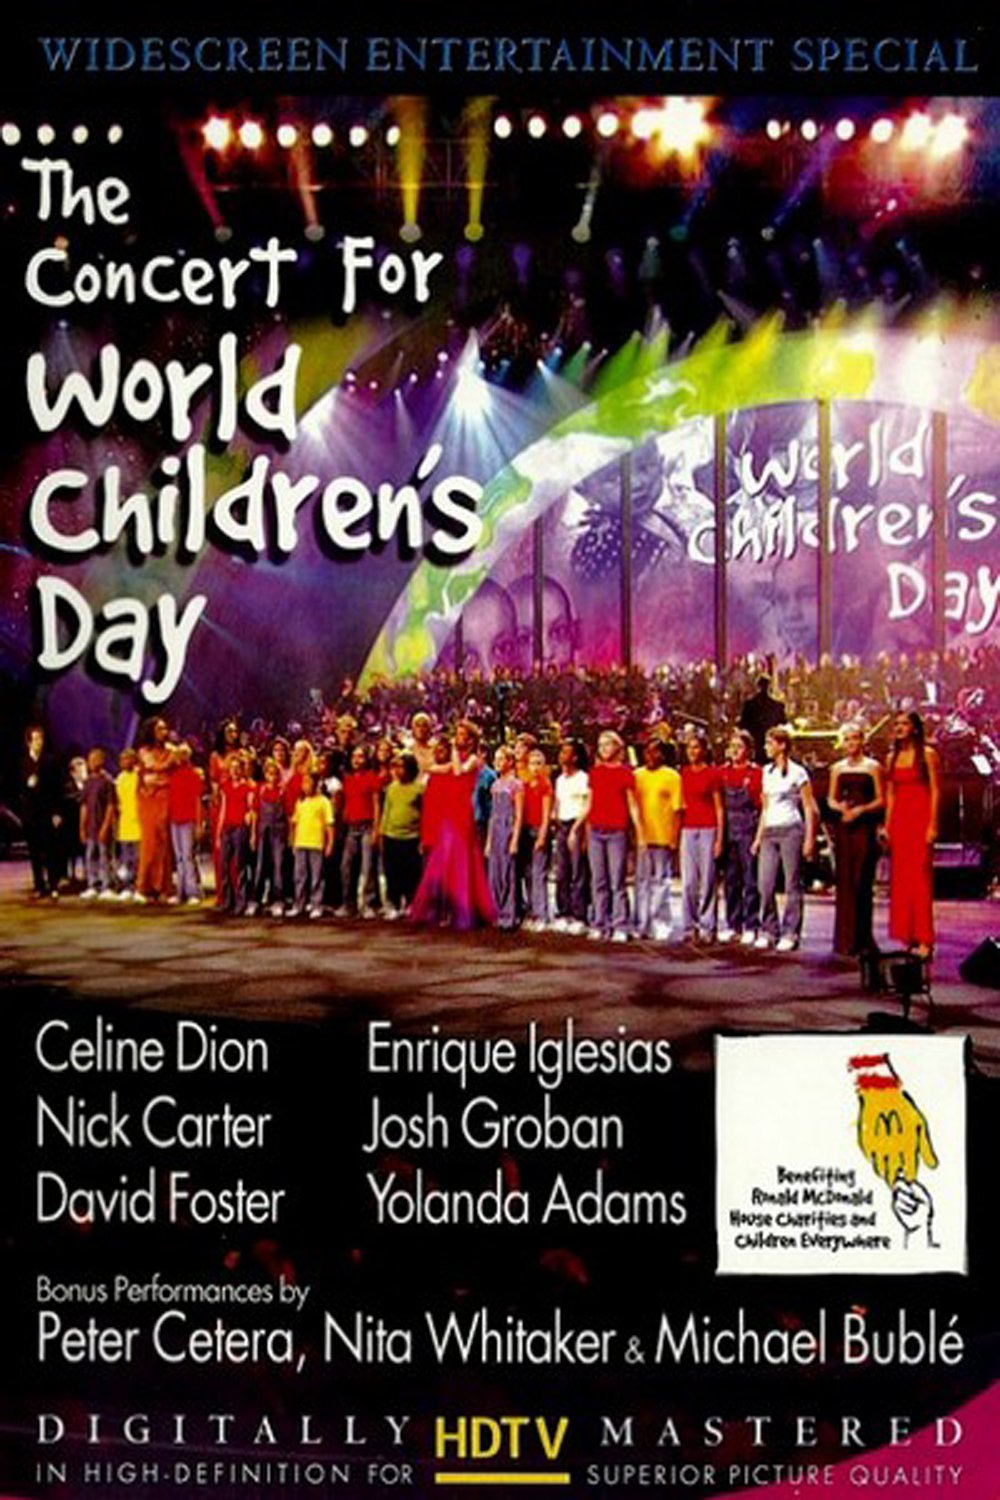 WIDESCREEN ENTERTAINMENT SPECIAL
The
Concert For
World
Children's
Day
World
Children's
Day
Celine Dion
Enrique Iglesias
Nick Carter
Josh Groban
David Foster
Yolanda Adams
Benefiting
Ronald McDonald
House Charities and
Children Everywhere
Bonus Performances by
Peter Cetera, Nita Whitaker & Michael Bublé
DIGITALLY HDTV MASTERED
IN HIGH-DEFINITION FOR SUPERIOR PICTURE QUALITY